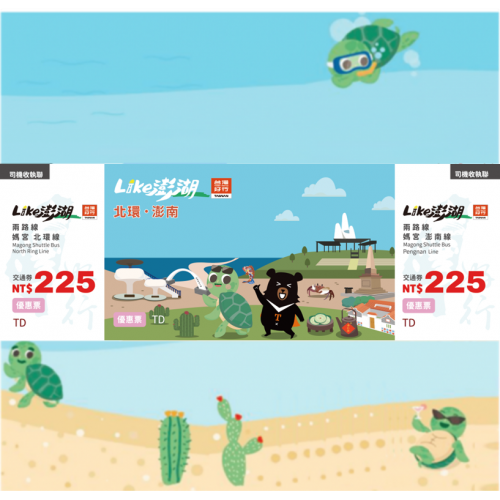 司機收執聯
Like澎湖
台灣好行
TAIWAN
兩路線
媽宮 北環線
Magong Shuttle Bus
North Ring Line
交通券
NT$225
優惠票
TD
Like澎湖
台灣好行
TAIWAN
北環・澎南
優惠票 TD
司機收執聯
Like澎湖
台灣好行
TAIWAN
兩路線
媽宮 澎南線
Magong Shuttle Bus
Pengnan Line
交通券
NT$225
優惠票
TD